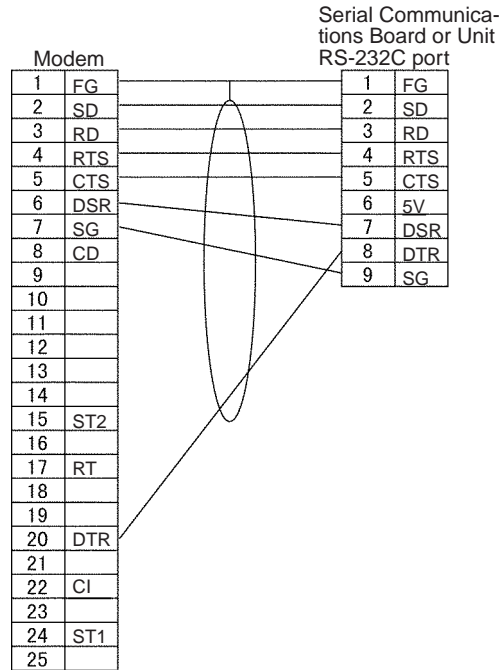 Serial Communica-
tions Board or Unit
RS-232C port
Modem
1 FG
2 SD
3 RD
4 RTS
5 CTS
6 DSR
7 SG
8 CD
9
10
11
12
13
14
15 ST2
16
17 RT
18
19
20 DTR
21
22 CI
23
24 ST1
25
1 FG
2 SD
3 RD
4 RTS
5 CTS
6 5V
7 DSR
8 DTR
9 SG